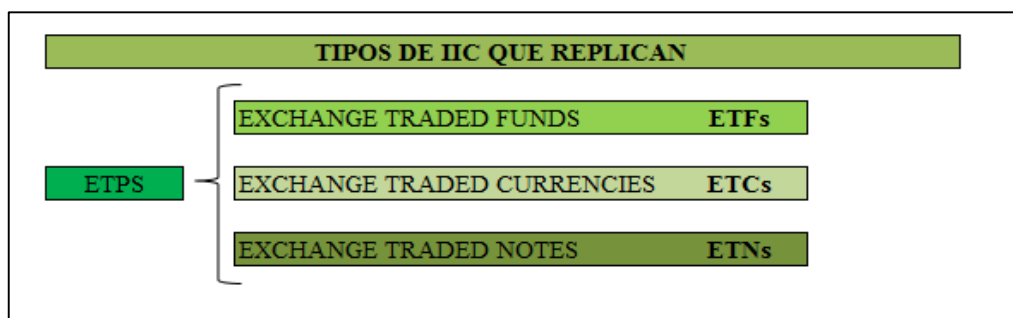 TIPOS DE IIC QUE REPLICAN
EXCHANGE TRADED FUNDS ETFs
ETPS
EXCHANGE TRADED CURRENCIES ETCs
EXCHANGE TRADED NOTES ETNs